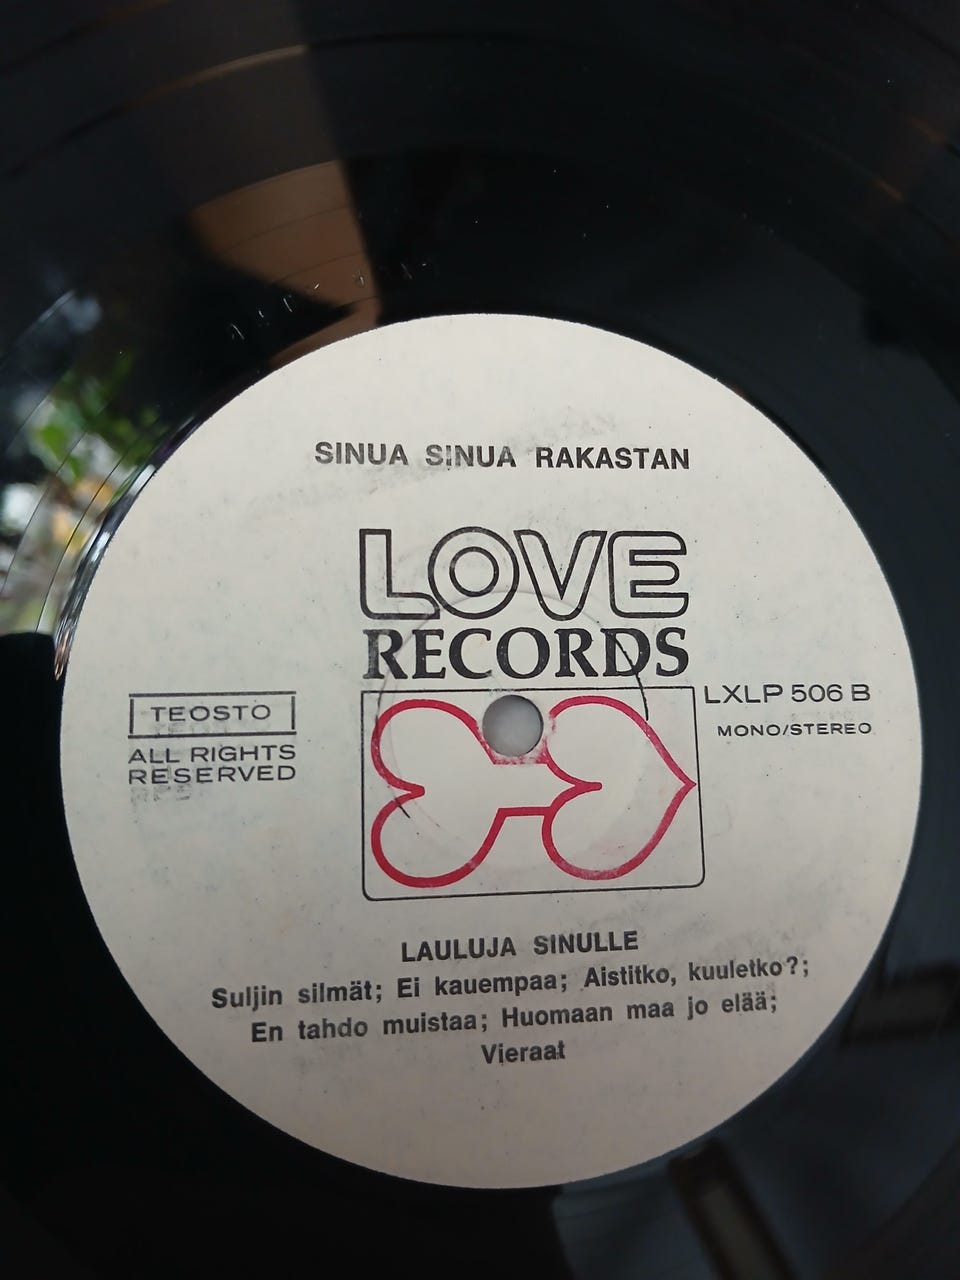 SINUA SINUA RAKASTAN
LOVE
RECORDS
TEOSTO
ALL RIGHTS
RESERVED
LXLP 506 B
MONO/STEREO
LAULUJA SINULLE
Suljin silmät; Ei kauempaa; Aistitko, kuuletko?;
En tahdo muistaa; Huomaan maa jo elää;
Vieraat